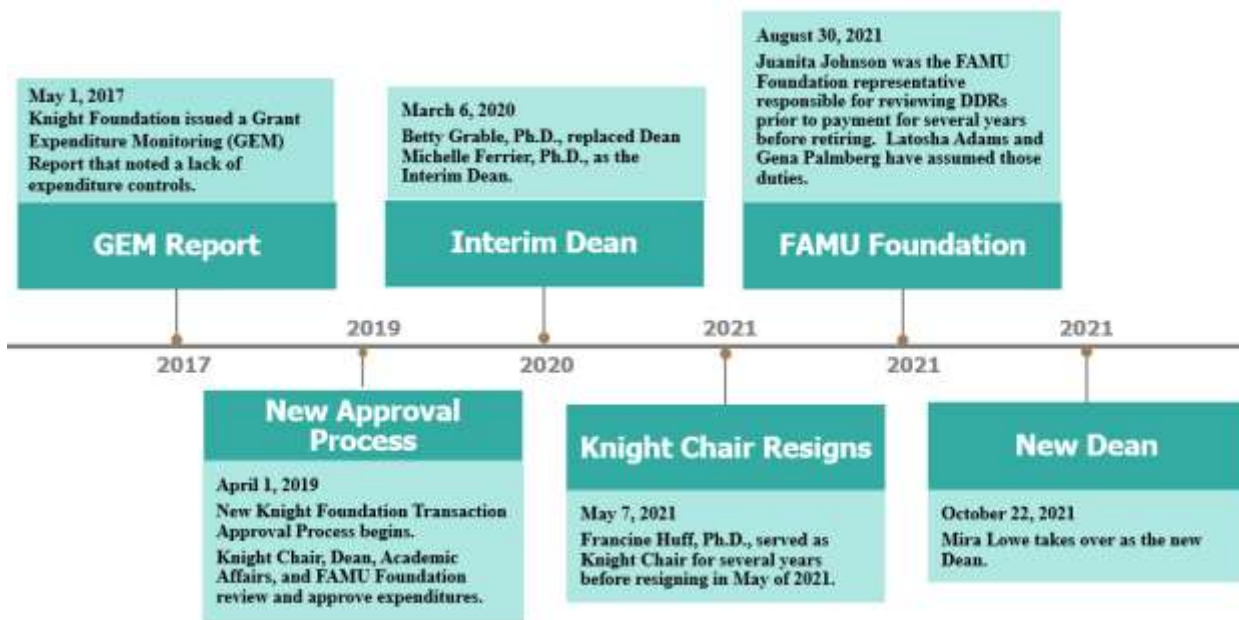 May 1, 2017
Knight Foundation issued a Grant
Expenditure Monitoring (GEM)
Report that noted a lack of
expenditure controls.
GEM Report
March 6, 2020
Betty Grable, Ph.D., replaced Dean
Michelle Ferrier, Ph.D., as the
Interim Dean.
Interim Dean
August 30, 2021
Juanita Johnson was the FAMU
Foundation representative
responsible for reviewing DDRs
prior to payment for several years
before retiring. Latosha Adams and
Gena Palmberg have assumed those
duties.
FAMU Foundation
2017
2019
2020
2021
2021
2021
New Approval
Process
April 1, 2019
New Knight Foundation Transaction
Approval Process begins.
Knight Chair, Dean, Academic
Affairs, and FAMU Foundation
review and approve expenditures.
Knight Chair Resigns
May 7, 2021
Francine Huff, Ph.D., served as
Knight Chair for several years
before resigning in May of 2021.
New Dean
October 22, 2021
Mira Lowe takes over as the new
Dean.